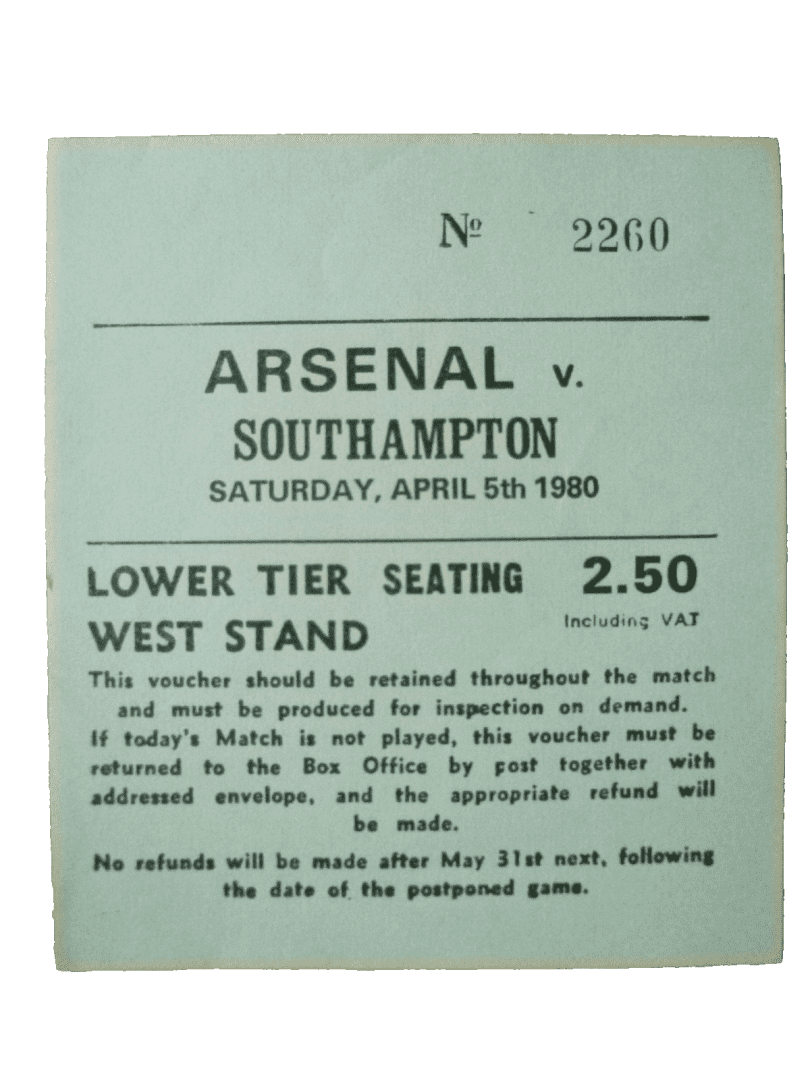 Nº 2260
ARSENAL v.
SOUTHAMPTON
SATURDAY, APRIL 5th 1980
LOWER TIER SEATING 2.50
WEST STAND Including VAT
This voucher should be retained throughout the match
and must be produced for inspection on demand.
If today's Match is not played, this voucher must be
returned to the Box Office by post together with
addressed envelope, and the appropriate refund will
be made.
No refunds will be made after May 31st next, following
the date of the postponed game.